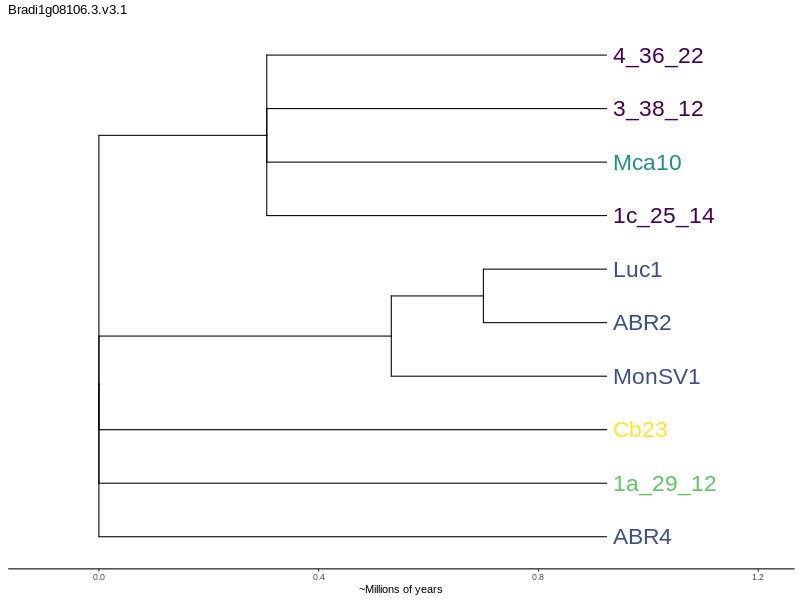 Bradi1g08106.3.v3.1
4_36_22
3_38_12
Mca10
1c_25_14
Luc1
ABR2
MonSV1
Cb23
1a_29_12
ABR4
0.0 0.4 0.8 1.2
~Millions of years